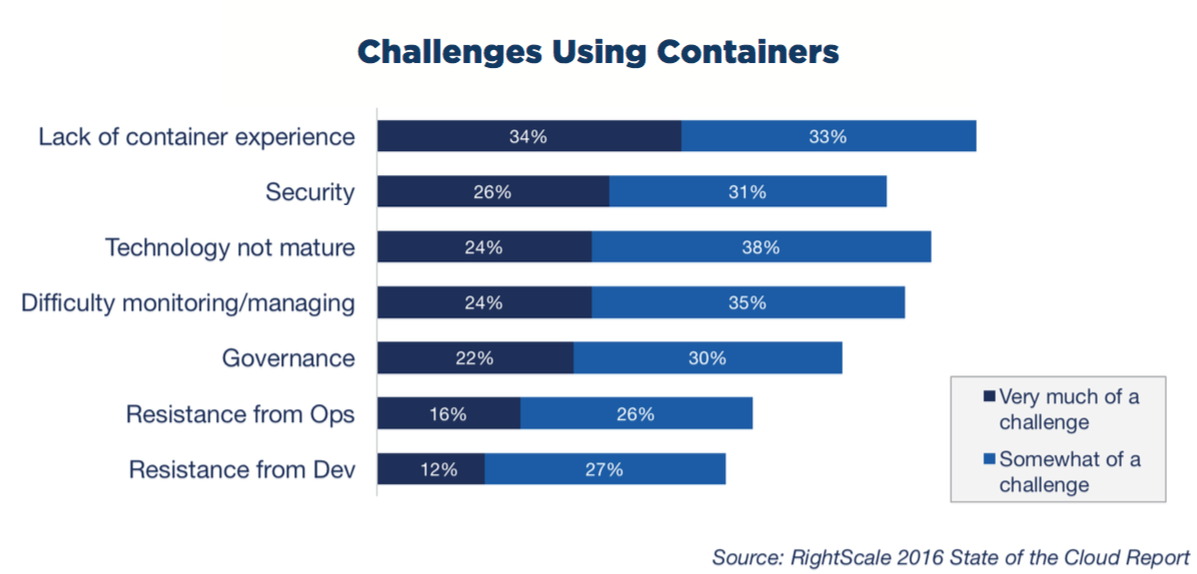 Challenges Using Containers
Lack of container experience 34% 33%
Security 26% 31%
Technology not mature 24% 38%
Difficulty monitoring/managing 24% 35%
Governance 22% 30%
Resistance from Ops 16% 26%
Resistance from Dev 12% 27%
Very much of a
challenge
Somewhat of a
challenge
Source: RightScale 2016 State of the Cloud Report